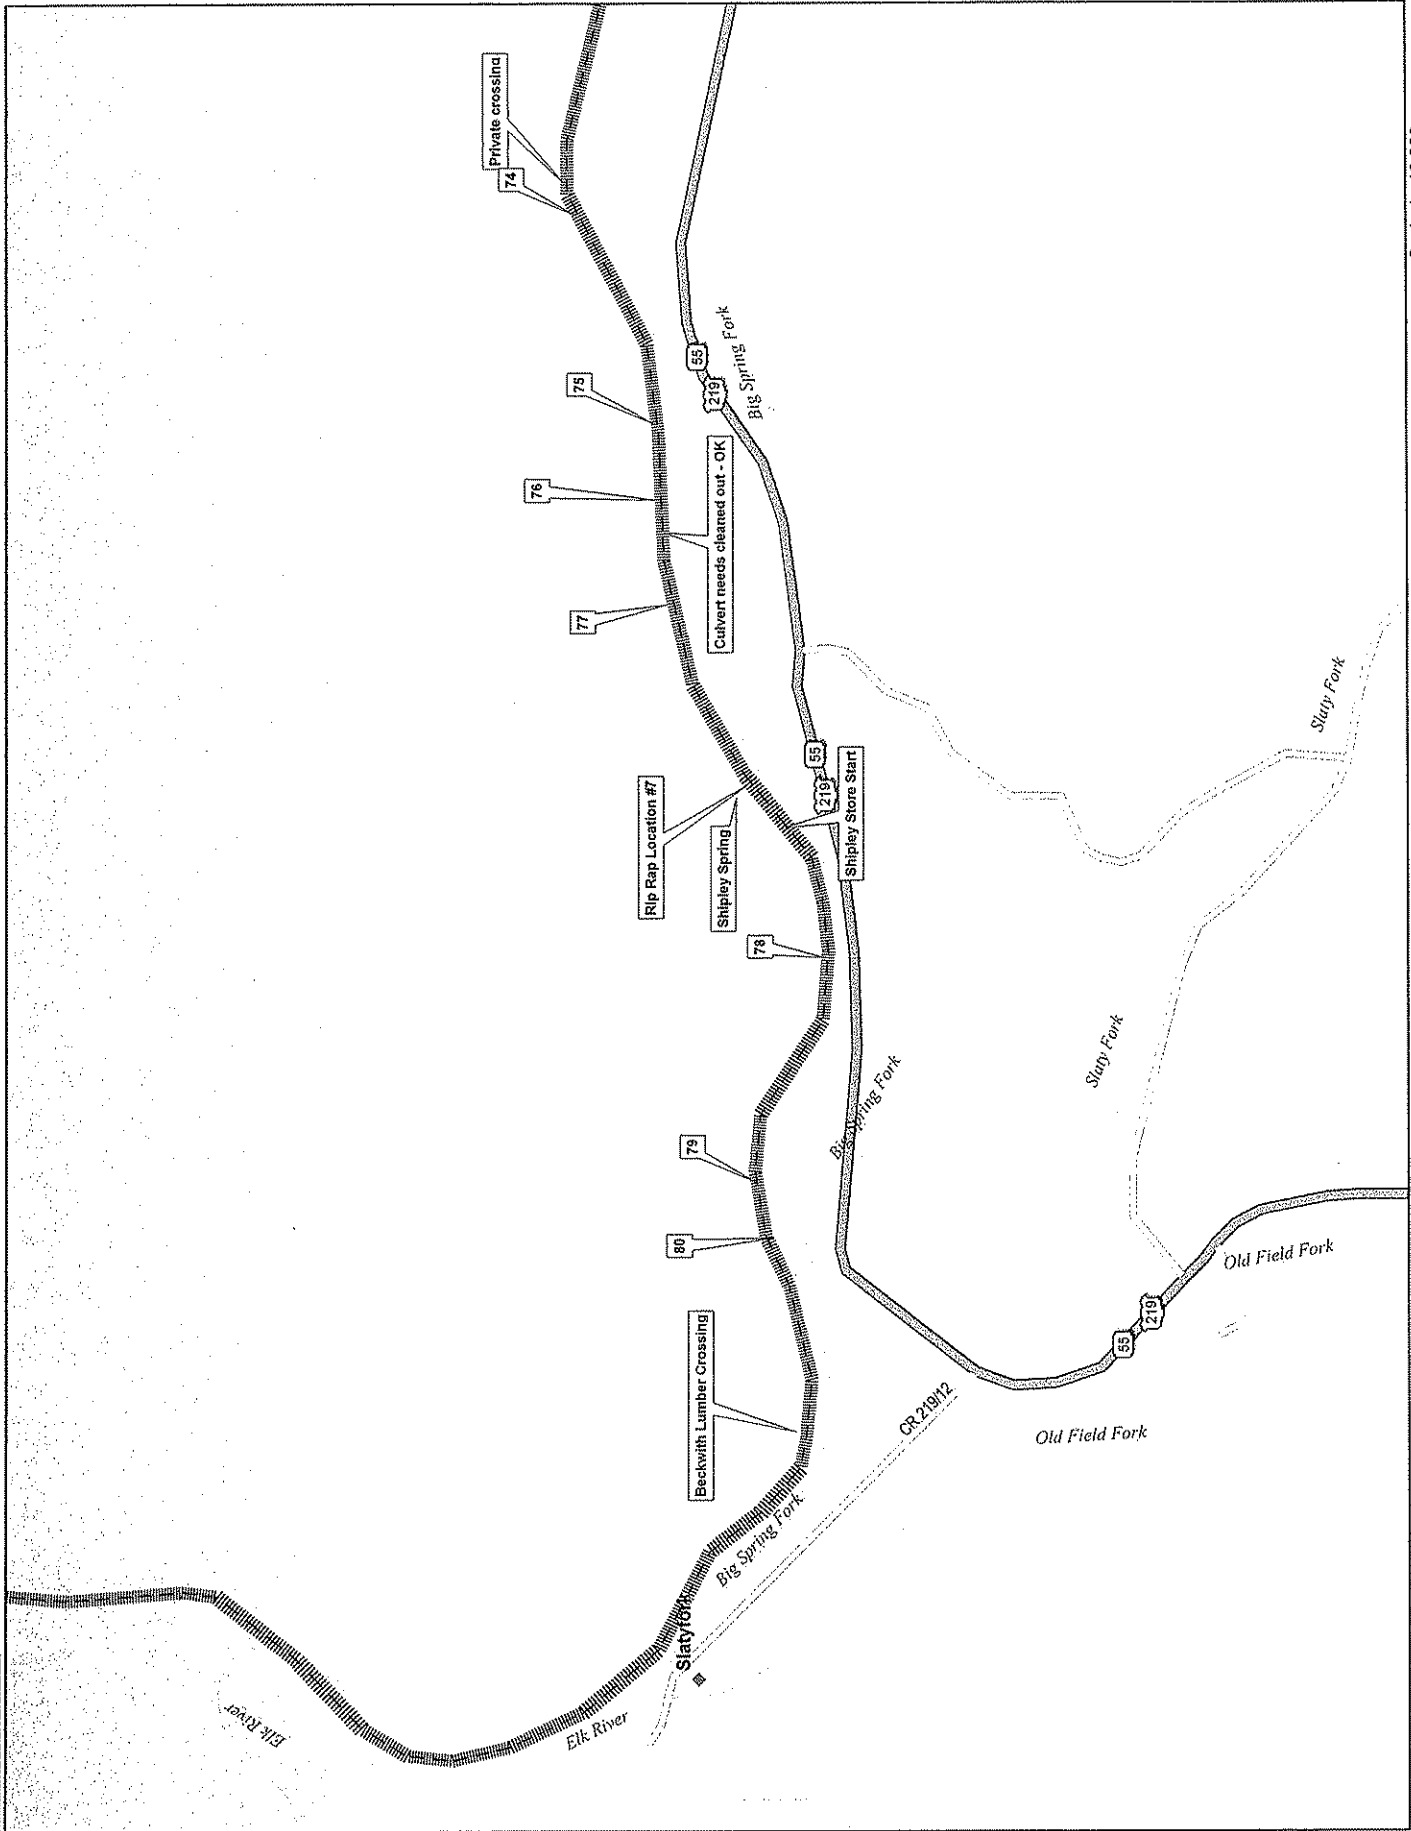 Private crossing
74
75
76
77
Culvert needs cleaned out - OK
55
219
Big Spring Fork
Rip Rap Location #7
Shipley Spring
55
219
Shipley Store Start
78
Slaty Fork
Slaty Fork
Big Spring Fork
79
80
Old Field Fork
219
55
Beckwith Lumber Crossing
CR 219/12
Old Field Fork
Big Spring Fork
Slatyfork
Elk River
Elk River